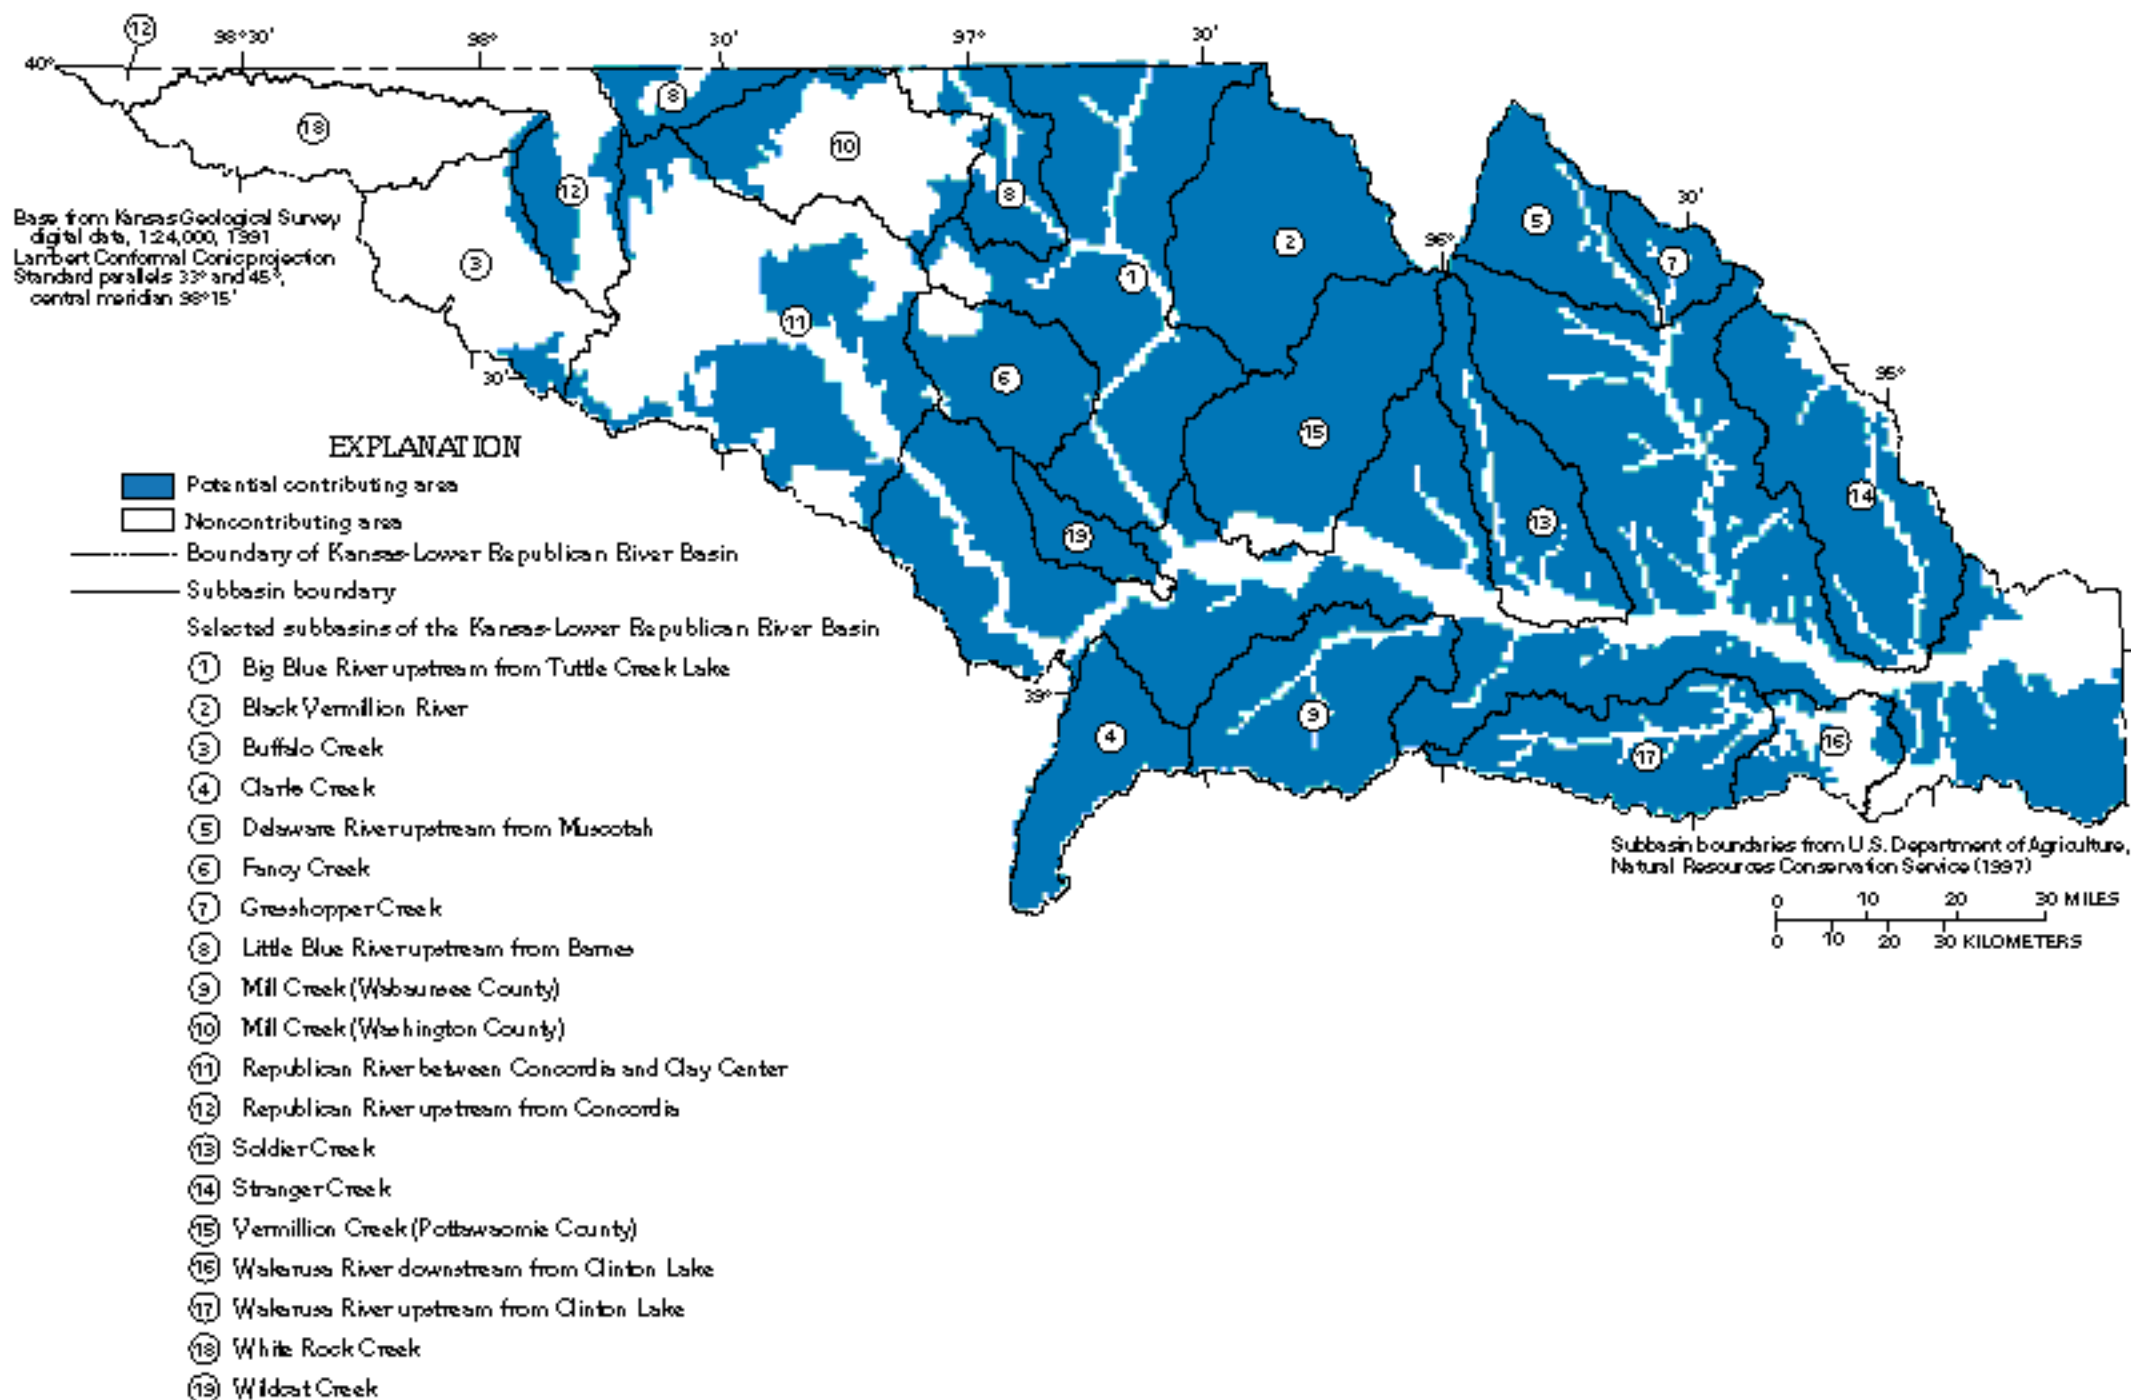 12
98°30'
98°
30'
97°
30'
40°
8
18
10
12
8
5
30'
Base from Kansas Geological Survey
digital data, 1:24,000, 1991
Lambert Conformal Conic projection
Standard parallels 33° and 45°,
central meridian 98°15'
3
2
96°
7
1
11
30'
6
95°
15
EXPLANATION
Potential contributing area
14
Noncontributing area
13
19
Boundary of Kansas-Lower Republican River Basin
Subbasin boundary
Selected subbasins of the Kansas-Lower Republican River Basin
1 Big Blue River upstream from Tuttle Creek Lake
39°
2 Black Vermillion River
9
4
16
17
3 Buffalo Creek
4 Clarks Creek
5 Delaware River upstream from Muscotah
Subbasin boundaries from U.S. Department of Agriculture,
Natural Resources Conservation Service (1997)
6 Fancy Creek
7 Grasshopper Creek
0 10 20 30 MILES
0 10 20 30 KILOMETERS
8 Little Blue River upstream from Barnes
9 Mill Creek (Wabaunsee County)
10 Mill Creek (Washington County)
11 Republican River between Concordia and Clay Center
12 Republican River upstream from Concordia
13 Soldier Creek
14 Stranger Creek
15 Vermillion Creek (Pottawaomie County)
16 Wakarusa River downstream from Clinton Lake
17 Wakarusa River upstream from Clinton Lake
18 White Rock Creek
19 Wildcat Creek